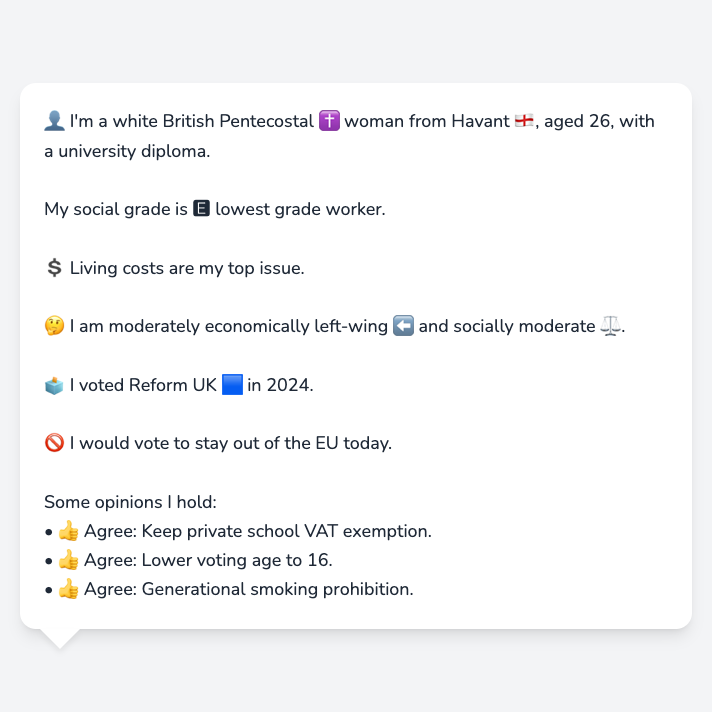 👤 I'm a white British Pentecostal ✝️ woman from Havant 🏴󠁧󠁢󠁥󠁮󠁧󠁿, aged 26, with
a university diploma.
My social grade is 🅴 lowest grade worker.
💲 Living costs are my top issue.
🤔 I am moderately economically left-wing ⬅️ and socially moderate ⚖️.
🗳️ I voted Reform UK 🟦 in 2024.
🚫 I would vote to stay out of the EU today.
Some opinions I hold:
• 👍 Agree: Keep private school VAT exemption.
• 👍 Agree: Lower voting age to 16.
• 👍 Agree: Generational smoking prohibition.